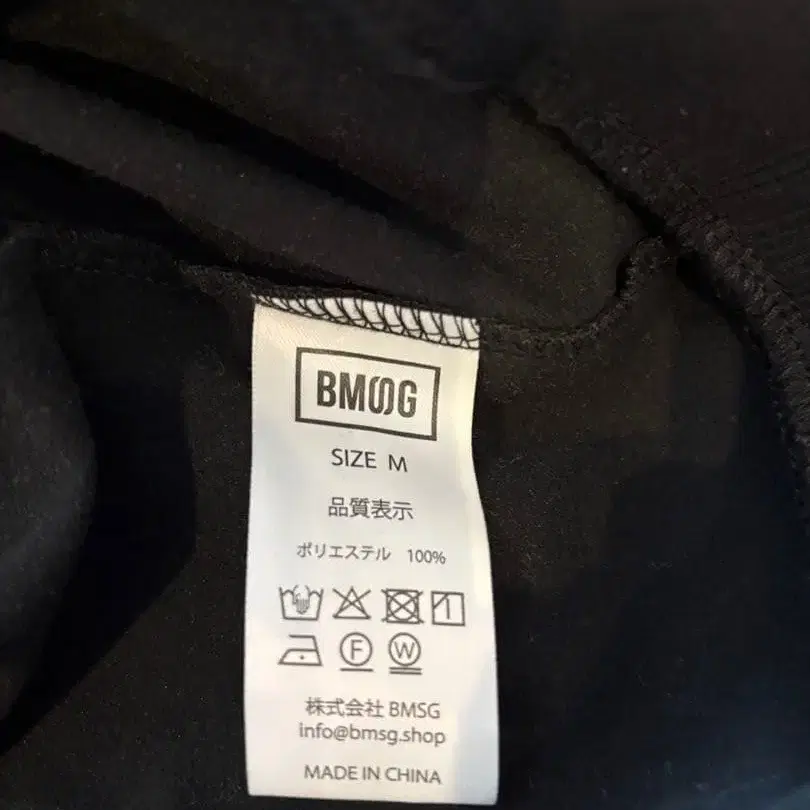 BMSG
SIZE M
品質表示
ポリエステル 100%
F W
株式会社 BMSG
info@bmsg.shop
MADE IN CHINA